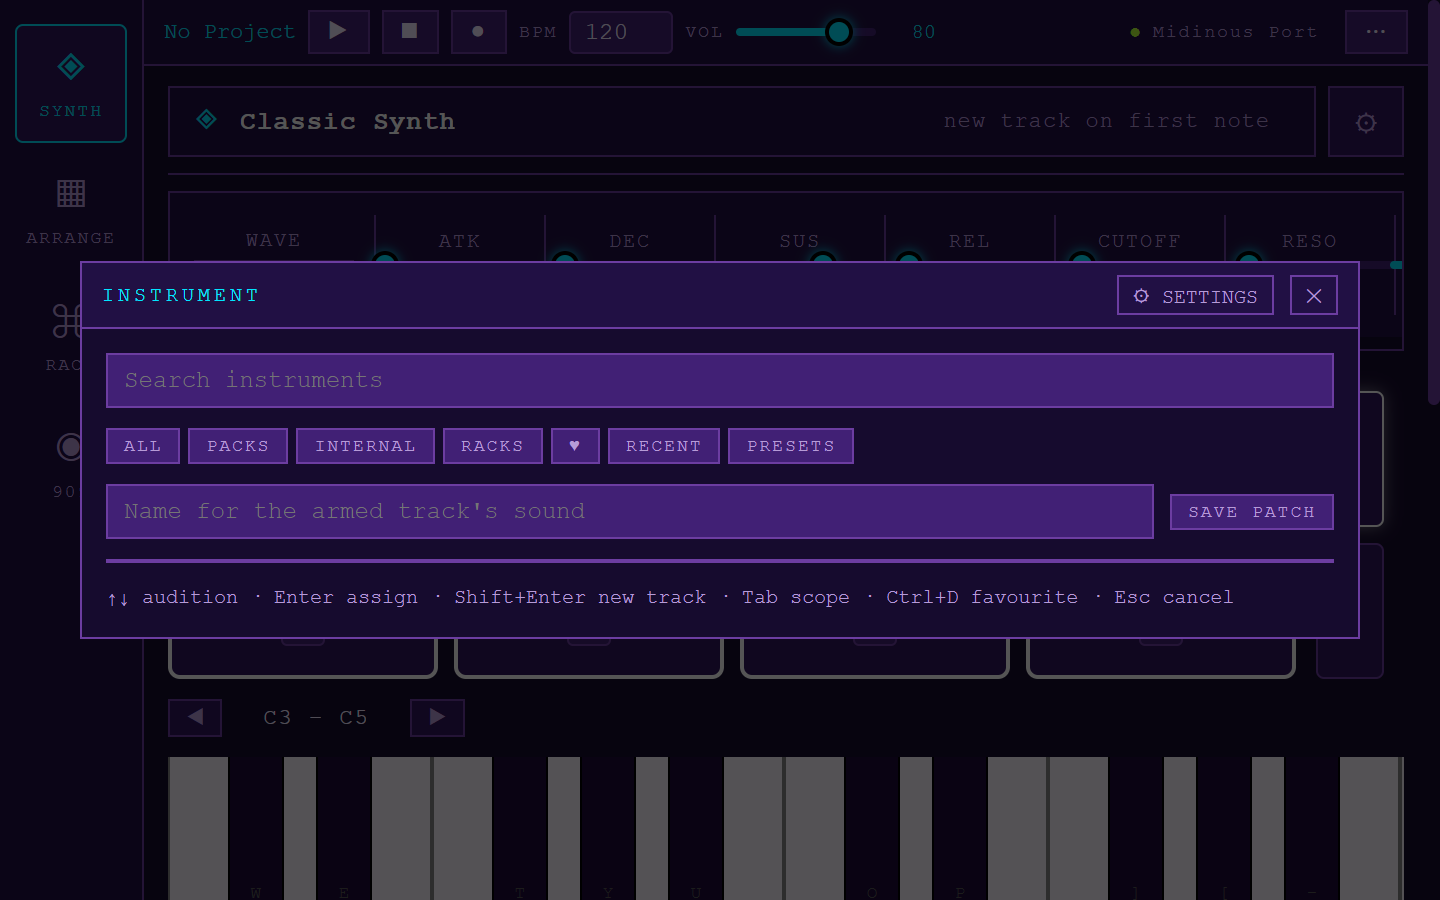 No Project
BPM
120
VOL
80
Midinous Port
SYNTH
Classic Synth
new track on first note
ARRANGE
WAVE
ATK
DEC
SUS
REL
CUTOFF
RESO
INSTRUMENT
SETTINGS
Search instruments
ALL
PACKS
INTERNAL
RACKS
♥
RECENT
PRESETS
Name for the armed track's sound
SAVE PATCH
↑↓ audition · Enter assign · Shift+Enter new track · Tab scope · Ctrl+D favourite · Esc cancel
90
C3 – C5
W
E
T
Y
U
O
P
]
[
-